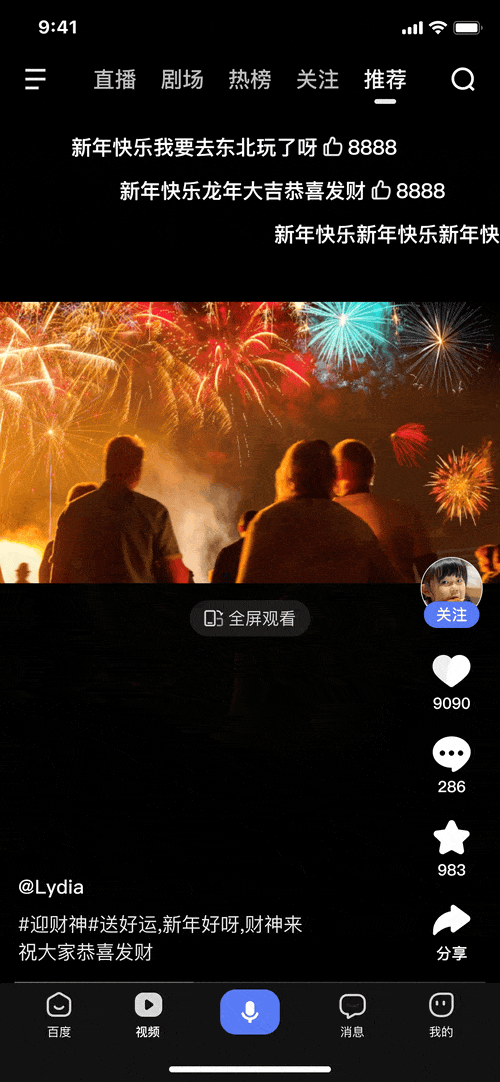 9:41
直播 剧场 热榜 关注 推荐
新年快乐我要去东北玩了呀 8888
新年快乐龙年大吉恭喜发财 8888
新年快乐新年快乐新年快
关注
全屏观看
9090
286
983
@Lydia
#迎财神#送好运,新年好呀,财神来
祝大家恭喜发财
分享
百度 视频 消息 我的